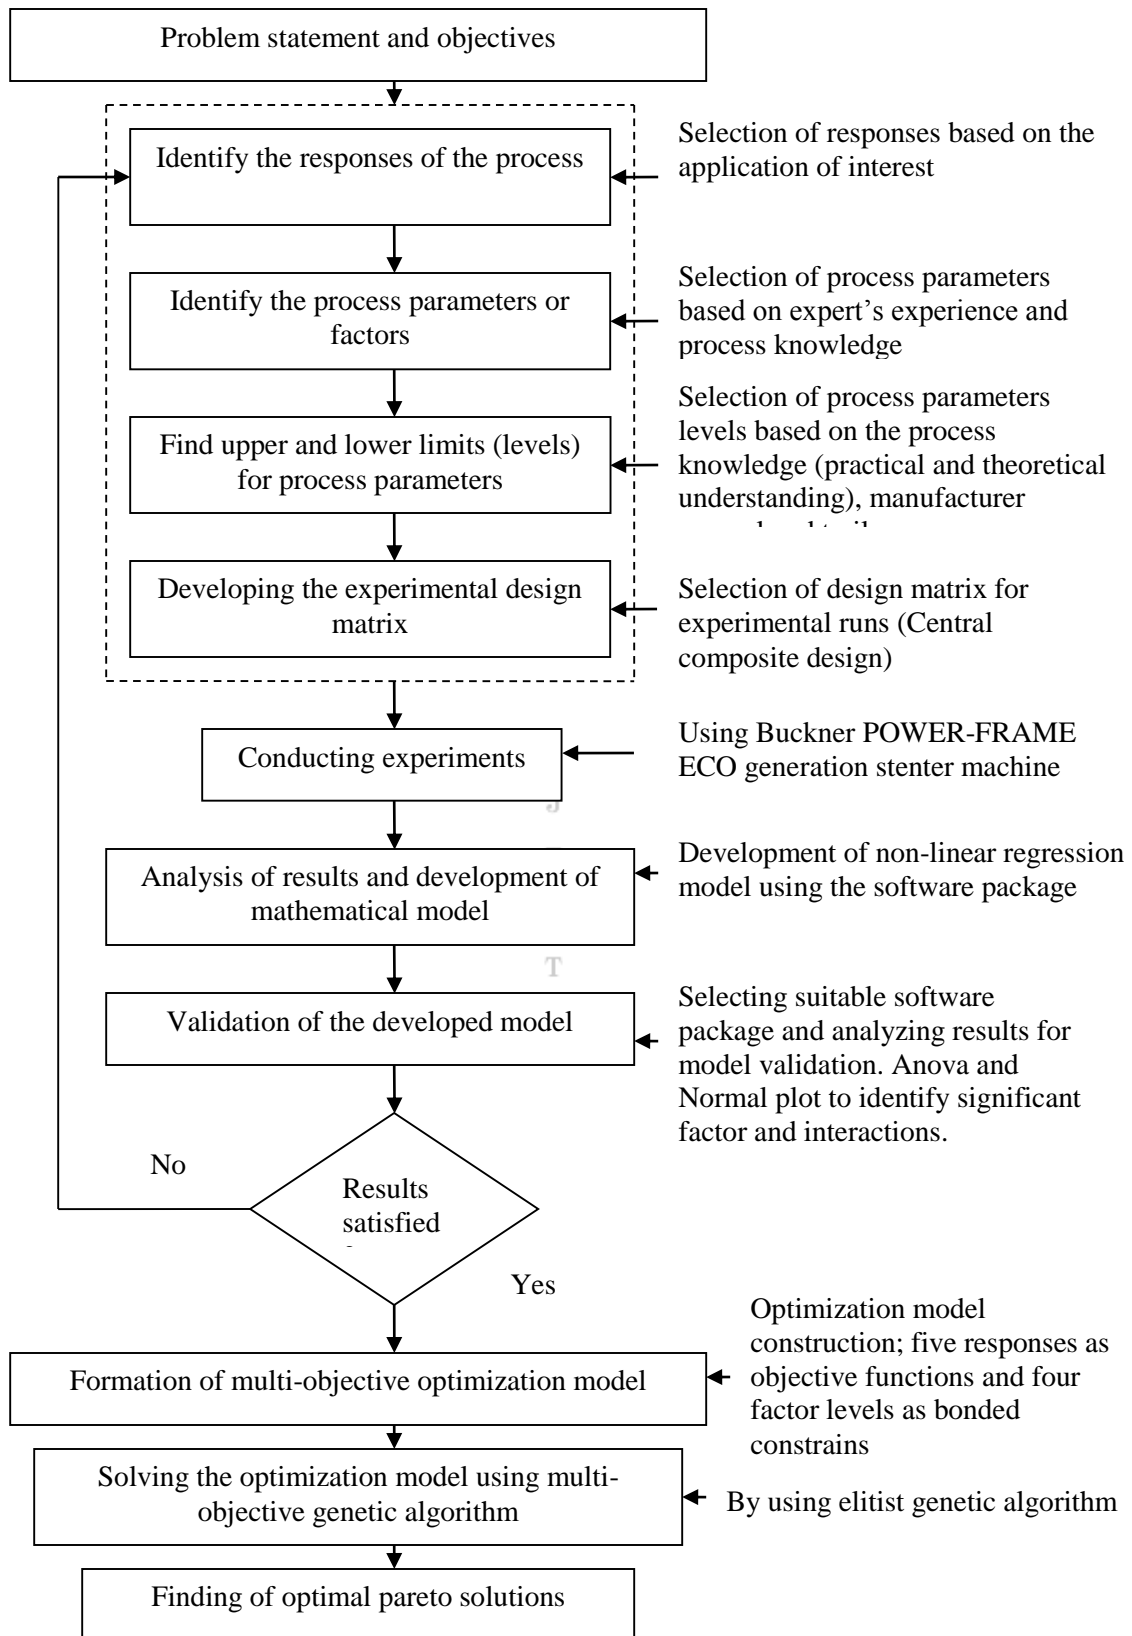 Problem statement and objectives
Identify the responses of the process
Selection of responses based on the
application of interest
Identify the process parameters or
factors
Selection of process parameters
based on expert’s experience and
process knowledge
Find upper and lower limits (levels)
for process parameters
Selection of process parameters
levels based on the process
knowledge (practical and theoretical
understanding), manufacturer
Developing the experimental design
matrix
Selection of design matrix for
experimental runs (Central
composite design)
Conducting experiments
Using Buckner POWER-FRAME
ECO generation stenter machine
J
Analysis of results and development of
mathematical model
Development of non-linear regression
model using the software package
T
Validation of the developed model
Selecting suitable software
package and analyzing results for
model validation. Anova and
Normal plot to identify significant
factor and interactions.
No
Results
satisfied
Yes
Formation of multi-objective optimization model
Optimization model
construction; five responses as
objective functions and four
factor levels as bonded
constrains
Solving the optimization model using multi-
objective genetic algorithm
By using elitist genetic algorithm
Finding of optimal pareto solutions